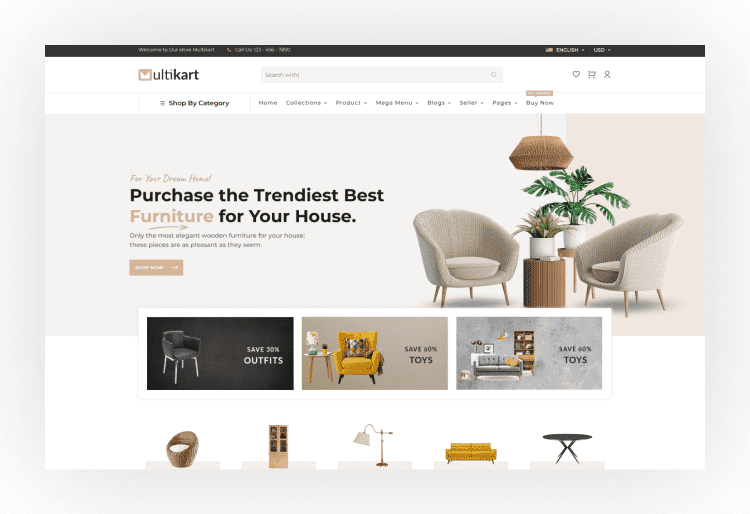 Welcome to Our store Multikart
Call Us: 123 - 456 - 7890
ENGLISH
USD
ultikart
Search with|
Shop By Category
Home
Collections
Product
Mega Menu
Blogs
Seller
Pages
Buy Now
For Your Dream Home!
Purchase the Trendiest Best
Furniture for Your House.
Only the most elegant wooden furniture for your house;
these pieces are as pleasant as they seem.
SHOP NOW
SAVE 30%
OUTFITS
SAVE 60%
TOYS
SAVE 60%
TOYS